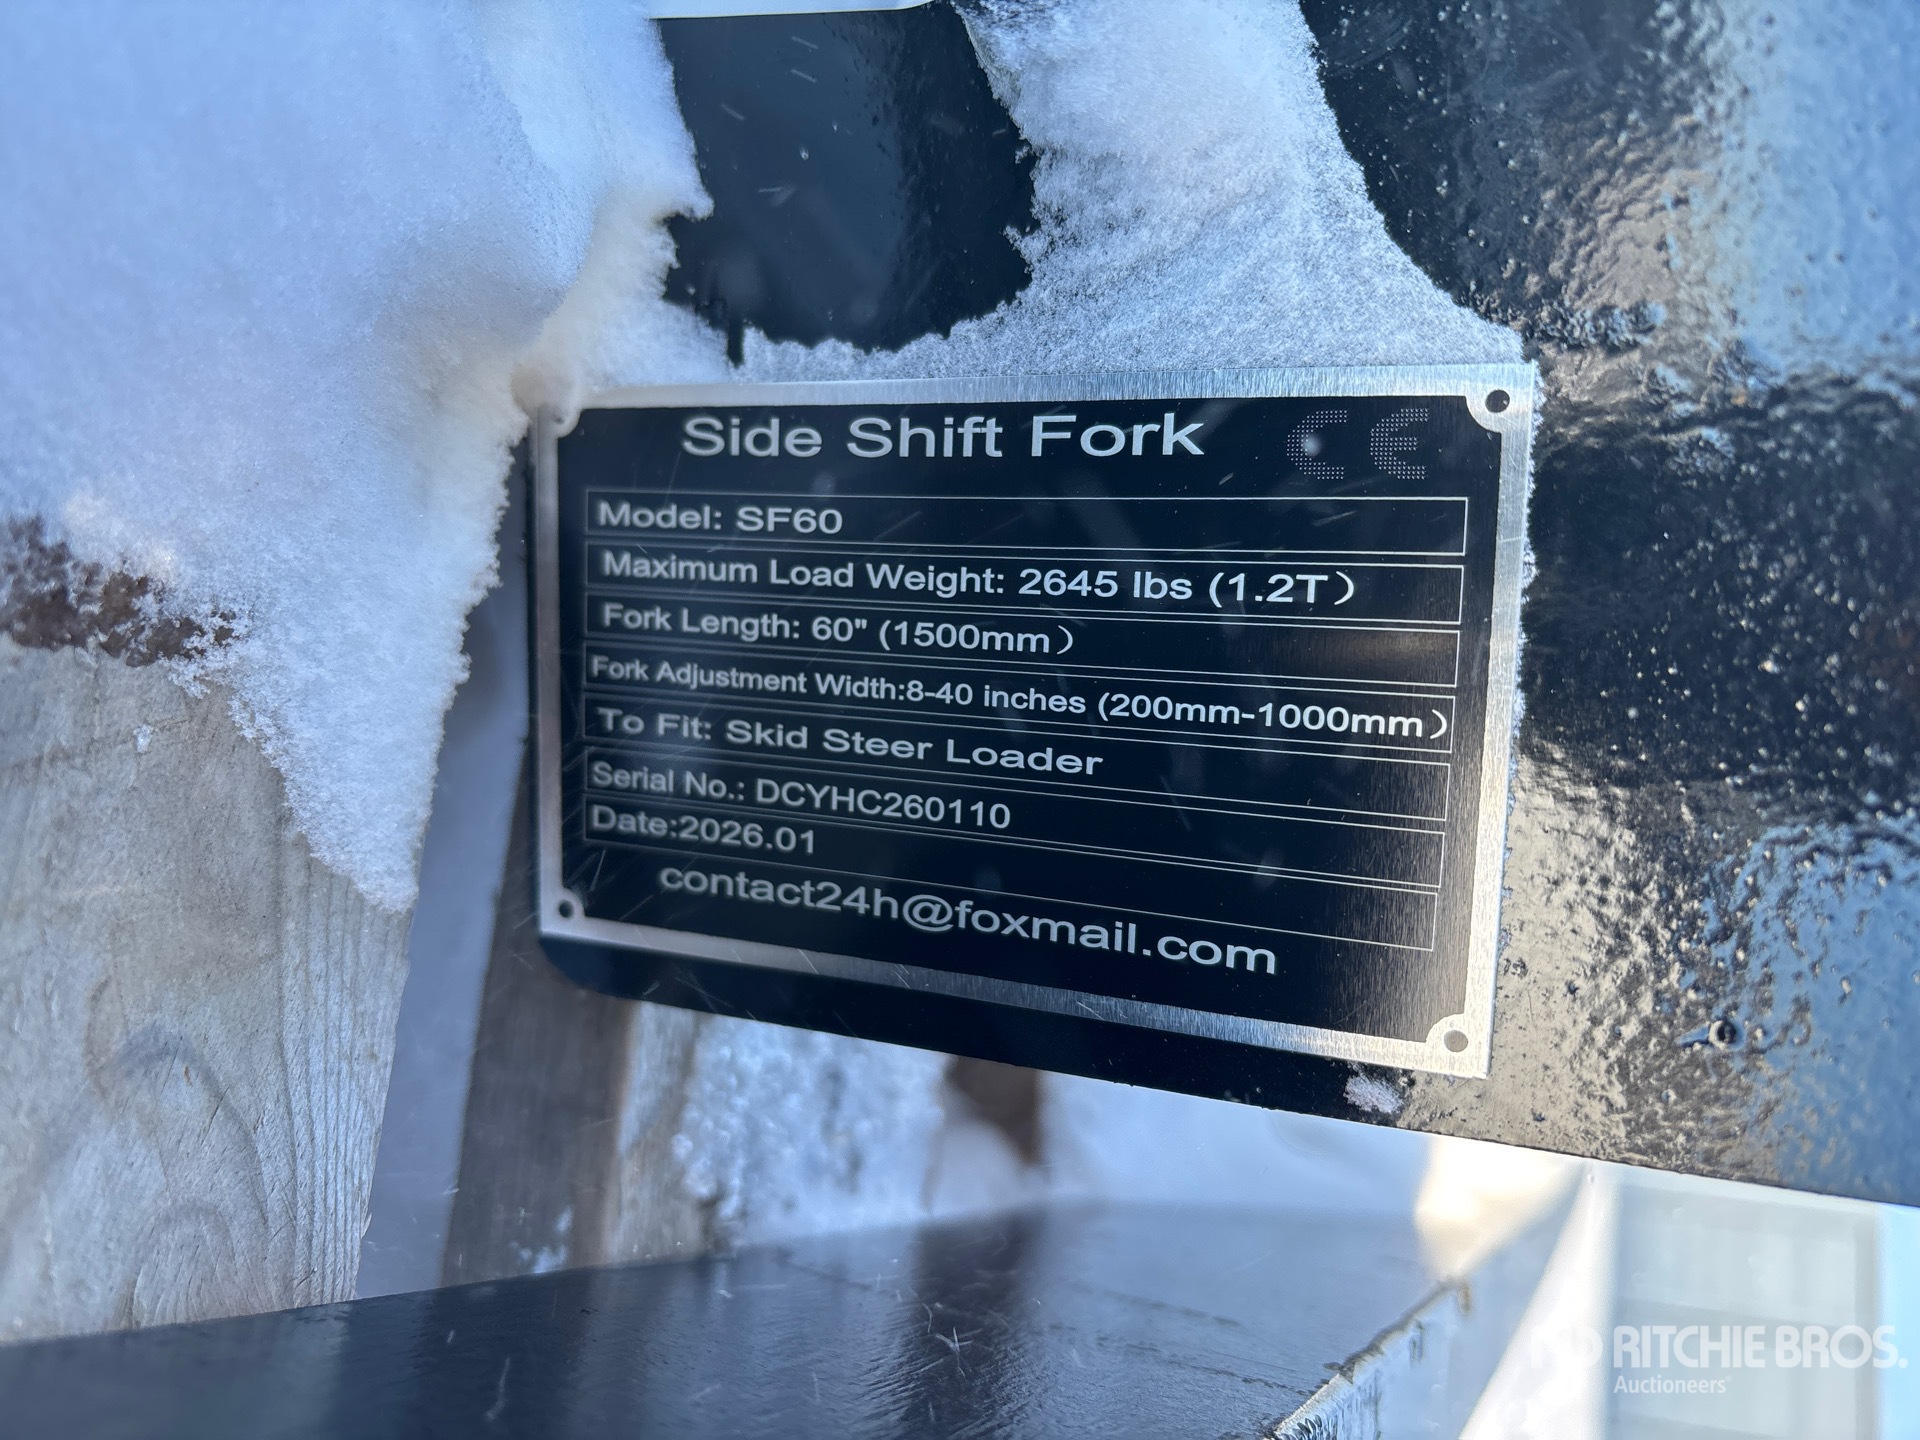 Side Shift Fork CE
Model: SF60
Maximum Load Weight: 2645 lbs (1.2T)
Fork Length: 60" (1500mm)
Fork Adjustment Width:8-40 inches (200mm-1000mm)
To Fit: Skid Steer Loader
Serial No.: DCYHC260110
Date:2026.01
contact24h@foxmail.com
RITCHIE BROS.
Auctioneers